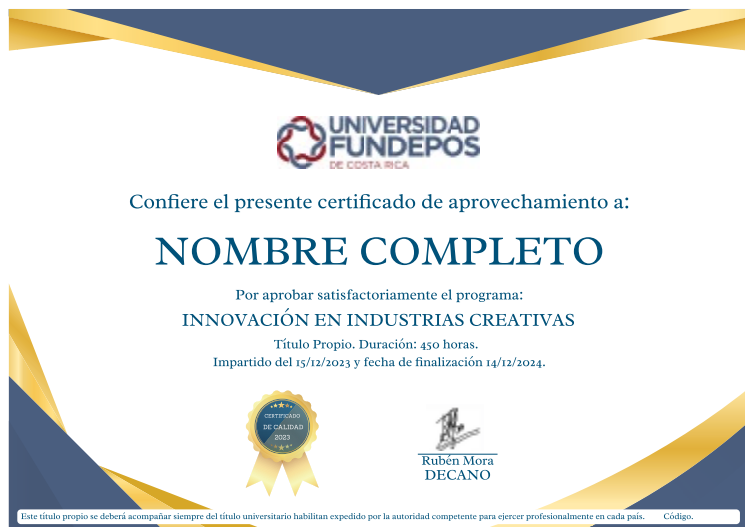 UNIVERSIDAD
FUNDEPOS
DE COSTA RICA
Confiere el presente certificado de aprovechamiento a:
NOMBRE COMPLETO
Por aprobar satisfactoriamente el programa:
INNOVACIÓN EN INDUSTRIAS CREATIVAS
Título Propio. Duración: 450 horas.
Impartido del 15/12/2023 y fecha de finalización 14/12/2024.
CERTIFICADO
DE CALIDAD
2023
Rubén Mora
DECANO
Este título propio se deberá acompañar siempre del título universitario habilitan expedido por la autoridad competente para ejercer profesionalmente en cada país. Código.